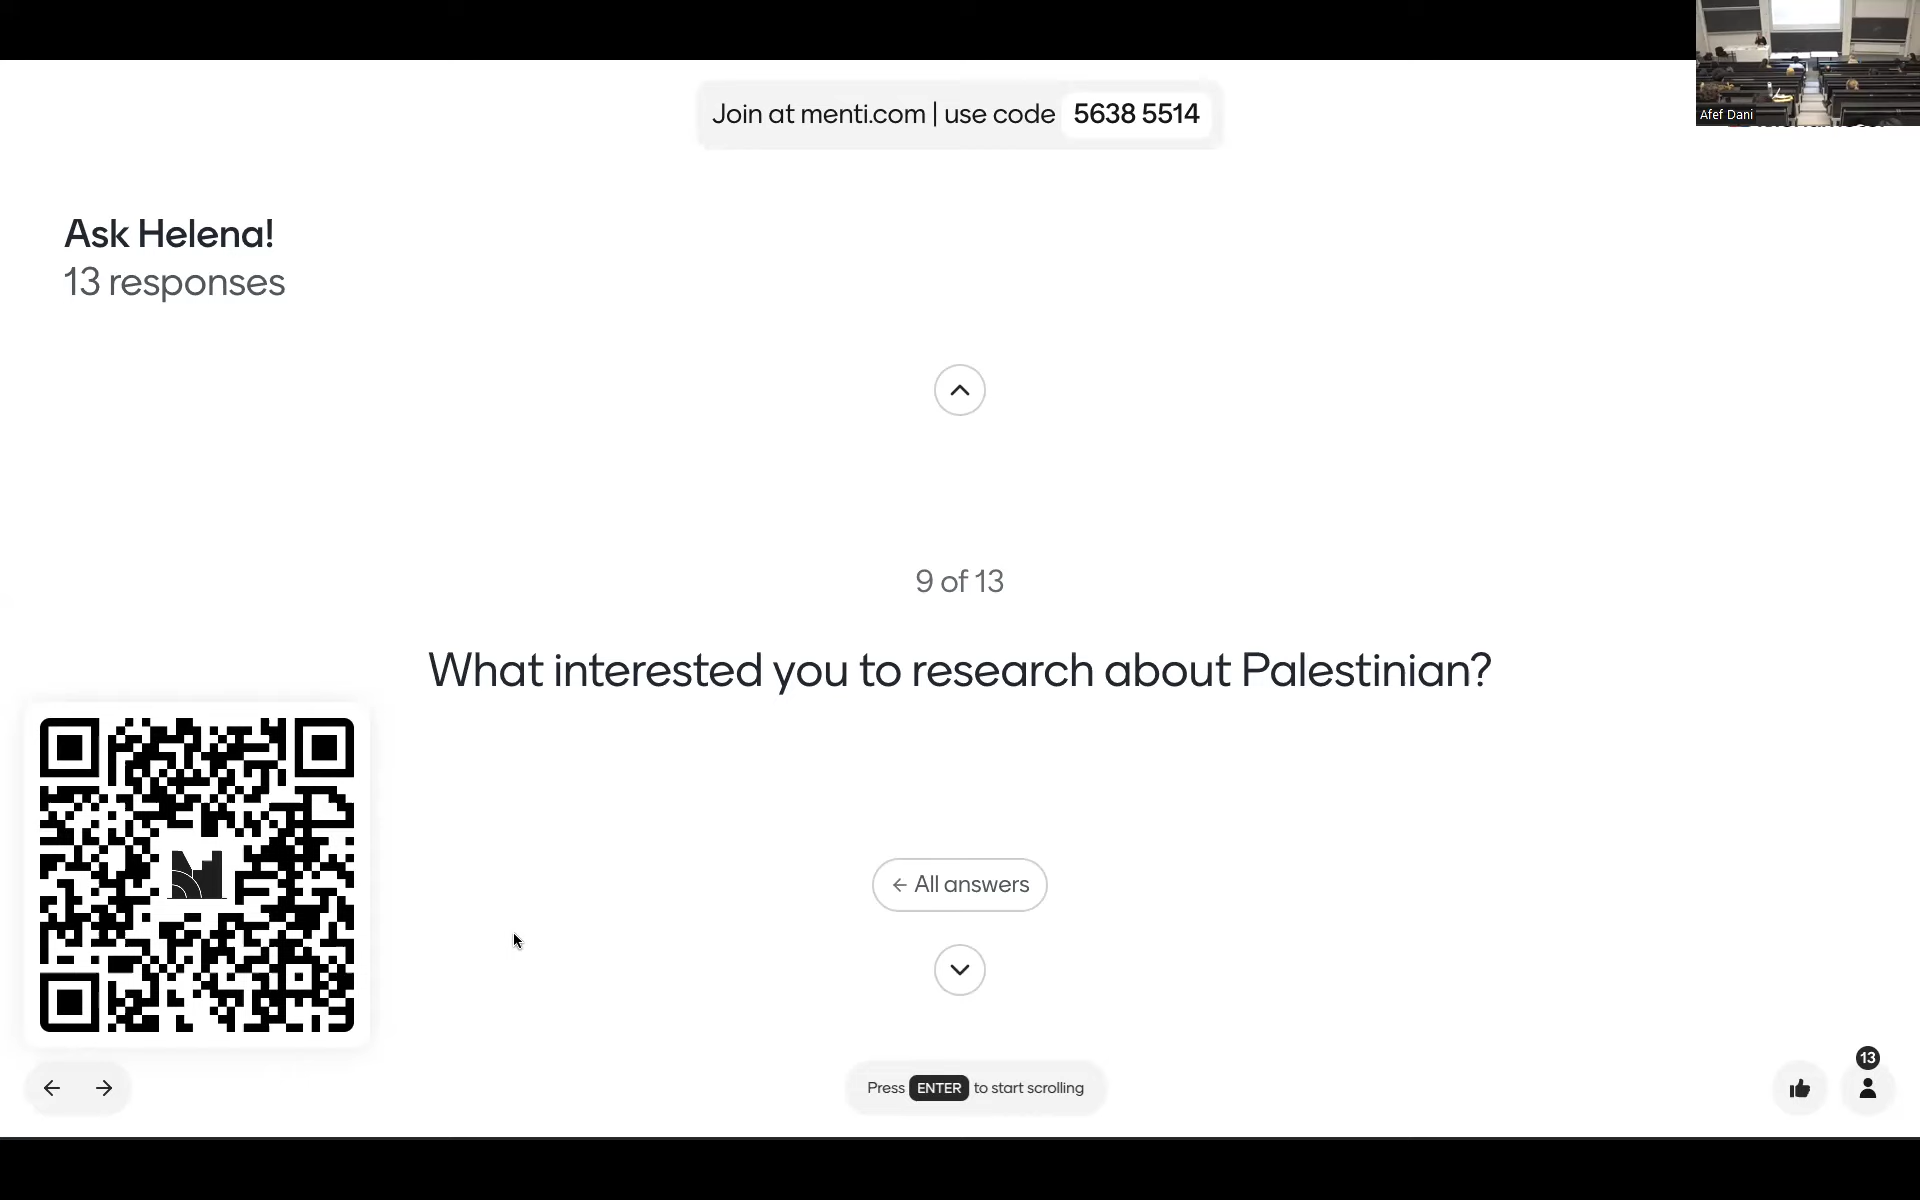 Join at menti.com | use code 5638 5514
Afef Dani
Ask Helena!
13 responses
9 of 13
What interested you to research about Palestinian?
← All answers
Press ENTER to start scrolling
13